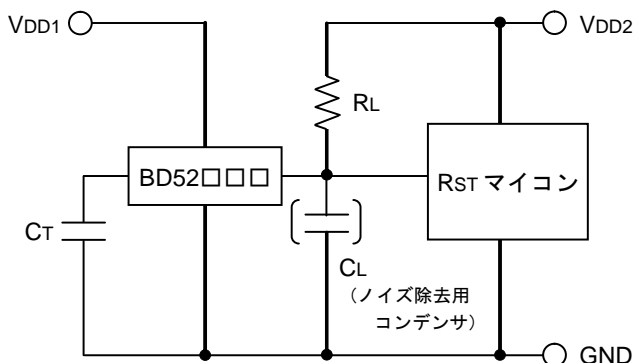 VDD1
VDD2
RL
BD52□□□
RST マイコン
CT
CL
（ノイズ除去用
コンデンサ）
GND